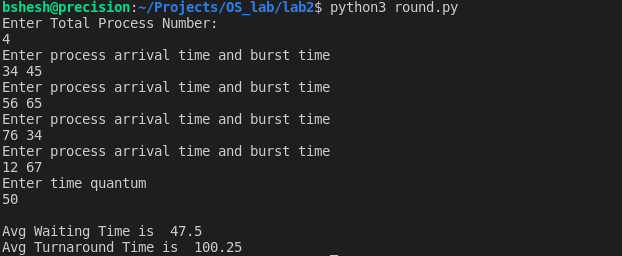 bshesh@precision:~/Projects/OS_lab/lab2$ python3 round.py
Enter Total Process Number:
4
Enter process arrival time and burst time
34 45
Enter process arrival time and burst time
56 65
Enter process arrival time and burst time
76 34
Enter process arrival time and burst time
12 67
Enter time quantum
50
Avg Waiting Time is  47.5
Avg Turnaround Time is  100.25